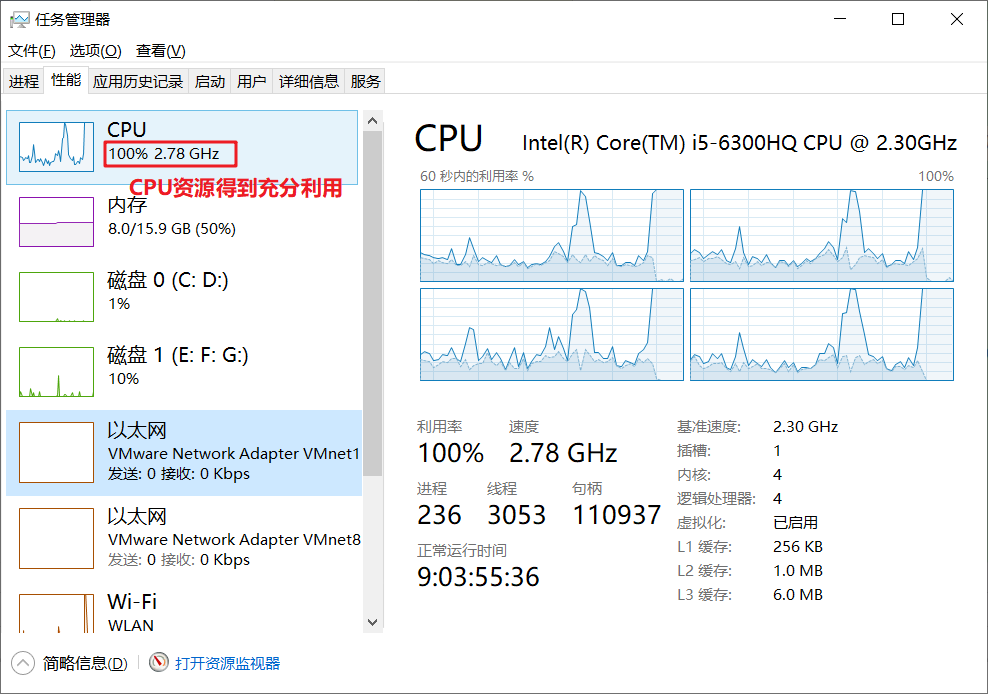 任务管理器
文件(F) 选项(O) 查看(V)
进程 性能 应用历史记录 启动 用户 详细信息 服务
CPU
100% 2.78 GHz
CPU资源得到充分利用
内存
8.0/15.9 GB (50%)
磁盘 0 (C: D:)
1%
磁盘 1 (E: F: G:)
10%
以太网
VMware Network Adapter VMnet1
发送: 0 接收: 0 Kbps
以太网
VMware Network Adapter VMnet8
发送: 0 接收: 0 Kbps
Wi-Fi
WLAN
CPU Intel(R) Core(TM) i5-6300HQ CPU @ 2.30GHz
60 秒内的利用率 % 100%
利用率 速度
100% 2.78 GHz
进程 线程 句柄
236 3053 110937
正常运行时间
9:03:55:36
基准速度: 2.30 GHz
插槽: 1
内核: 4
逻辑处理器: 4
虚拟化: 已启用
L1 缓存: 256 KB
L2 缓存: 1.0 MB
L3 缓存: 6.0 MB
简略信息(D) 打开资源监视器